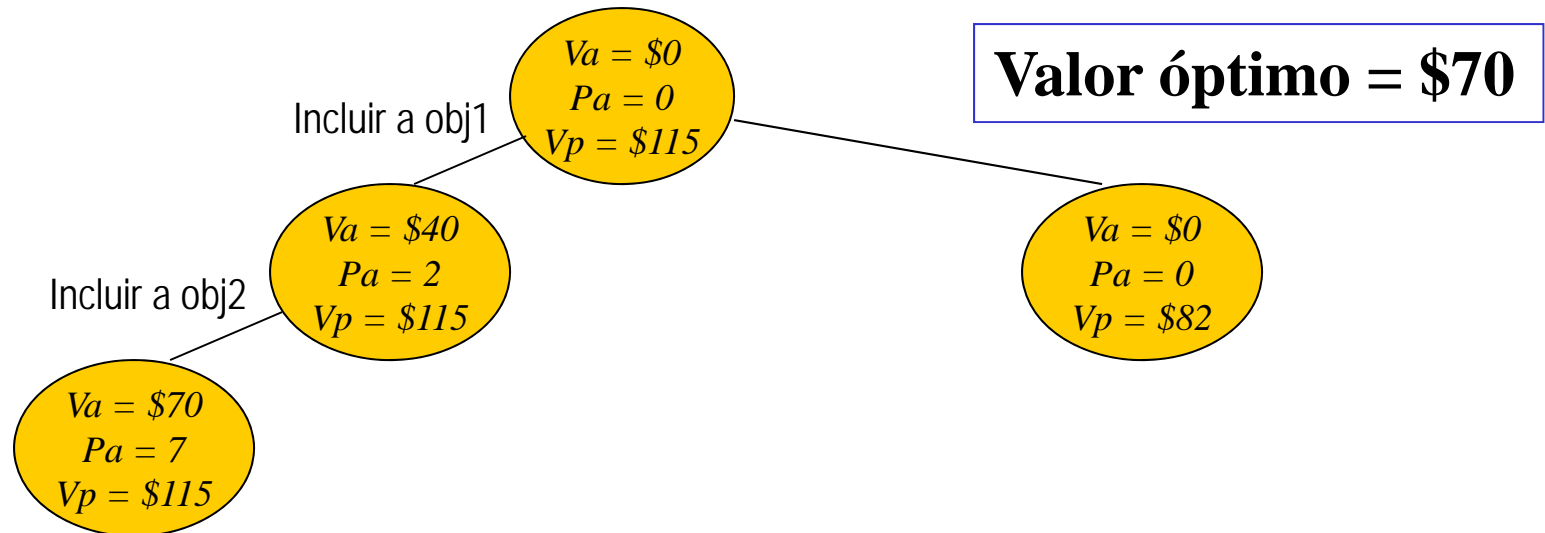 Va = $0
Pa = 0
Vp = $115
Valor óptimo = $70
Incluir a obj1
Va = $40
Pa = 2
Vp = $115
Va = $0
Pa = 0
Vp = $82
Incluir a obj2
Va = $70
Pa = 7
Vp = $115